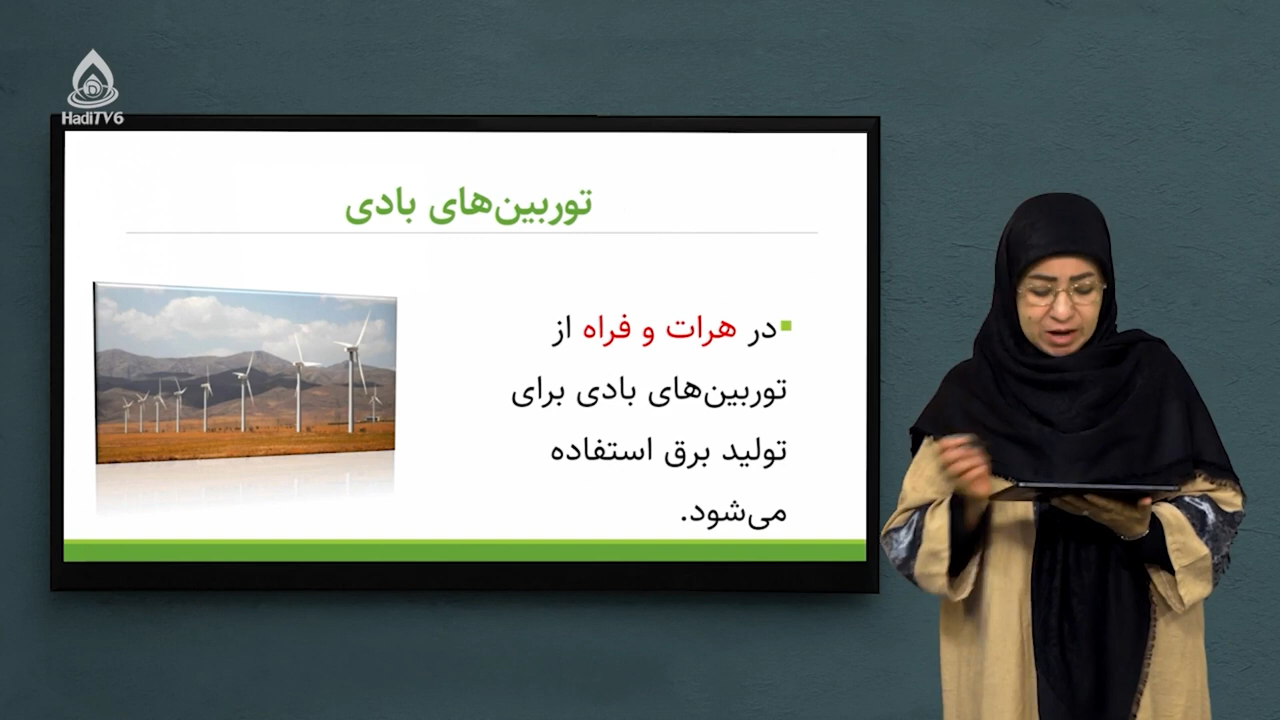 HadiTV6
توربین‌های بادی
در هرات و فراه از
توربین‌های بادی برای
تولید برق استفاده
می‌شود.